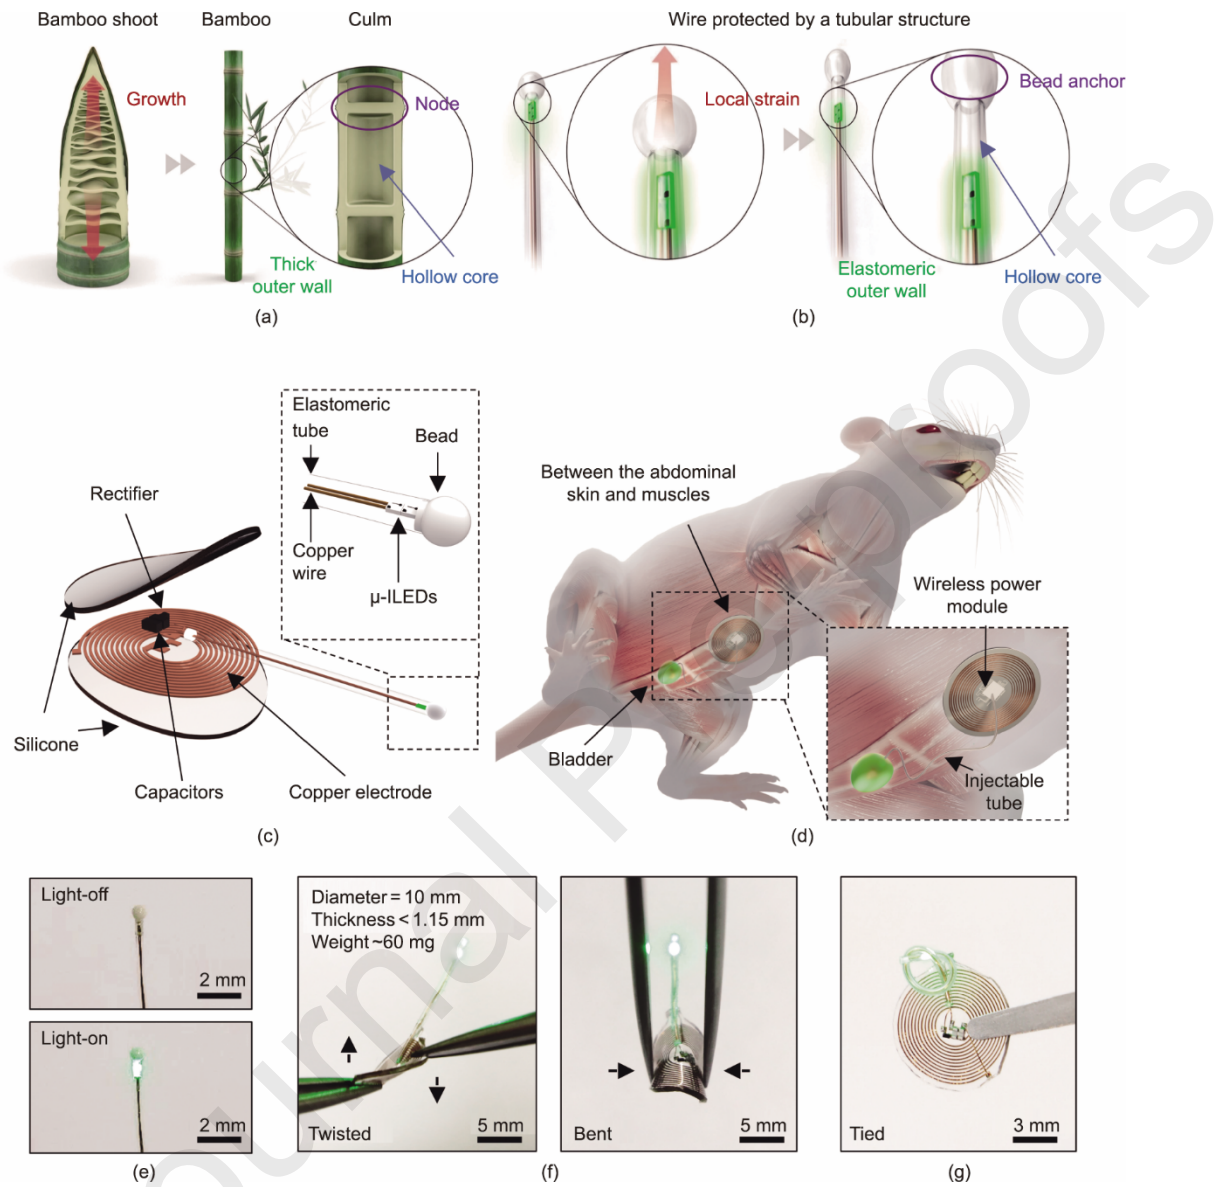 Bamboo shoot
Bamboo
Culm
Growth
Node
Thick
outer wall
Hollow core
(a)
Wire protected by a tubular structure
Local strain
Bead anchor
Elastomeric
outer wall
Hollow core
(b)
Elastomeric
tube
Bead
Rectifier
Copper
wire
μ-ILEDs
Silicone
Capacitors
Copper electrode
(c)
Between the abdominal
skin and muscles
Wireless power
module
Bladder
Injectable
tube
(d)
Light-off
2 mm
Light-on
2 mm
(e)
Diameter = 10 mm
Thickness < 1.15 mm
Weight ~60 mg
Twisted
5 mm
Bent
5 mm
(f)
Tied
3 mm
(g)
Journal Pre-proofs